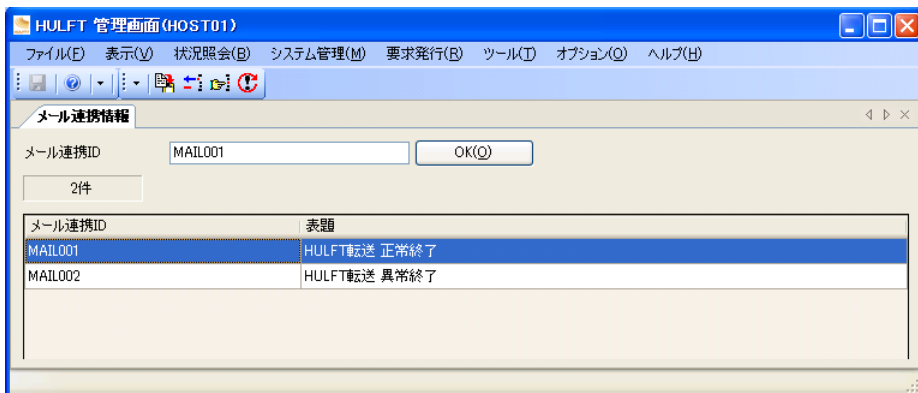 HULFT 管理画面(HOST01)
ファイル(F) 表示(V) 状況照会(B) システム管理(M) 要求発行(R) ツール(T) オプション(O) ヘルプ(H)
メール連携情報
メール連携ID MAIL001 OK(O)
2件
メール連携ID 表題
MAIL001 HULFT転送 正常終了
MAIL002 HULFT転送 異常終了